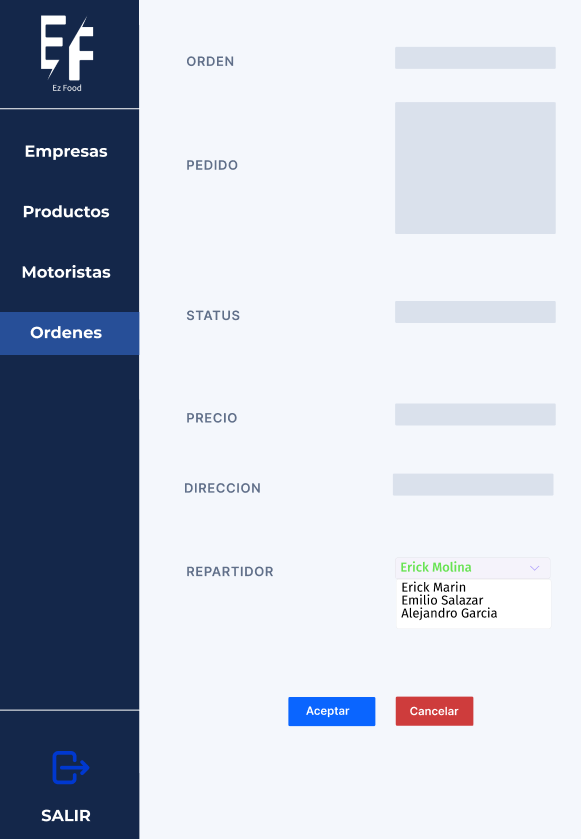 EF
Ez Food
Empresas
Productos
Motoristas
Ordenes
SALIR
ORDEN
PEDIDO
STATUS
PRECIO
DIRECCION
REPARTIDOR
Erick Molina
Erick Marin
Emilio Salazar
Alejandro Garcia
Aceptar
Cancelar